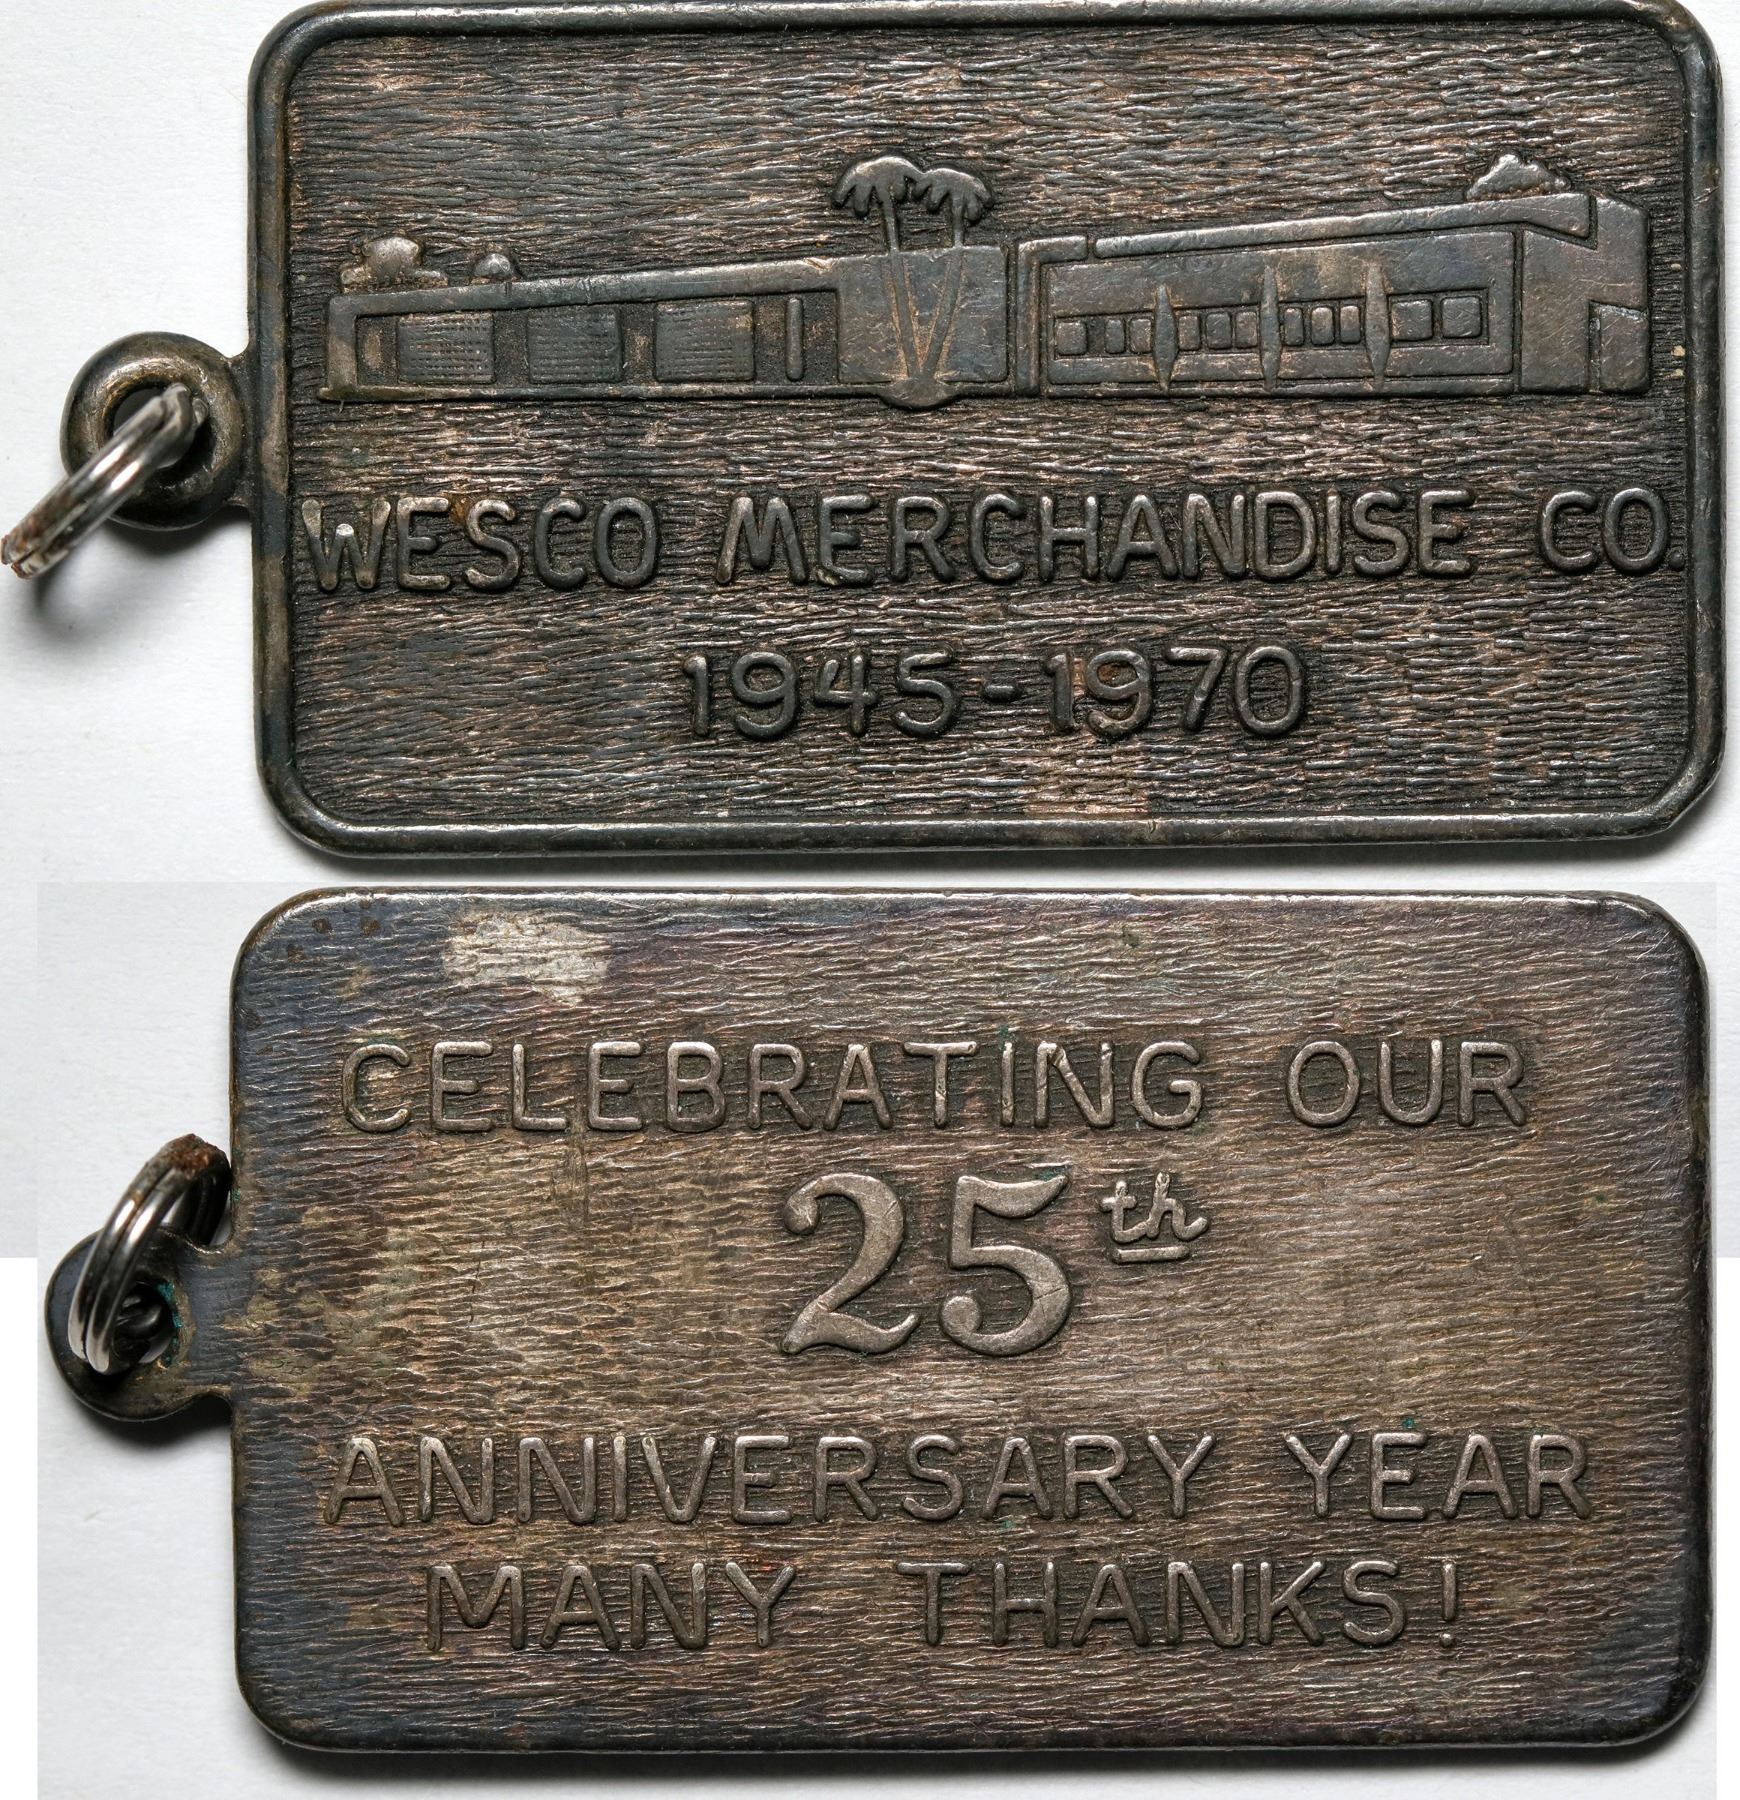 WESCO MERCHANDISE CO.
1945-1970
CELEBRATING OUR
25th
ANNIVERSARY YEAR
MANY THANKS!